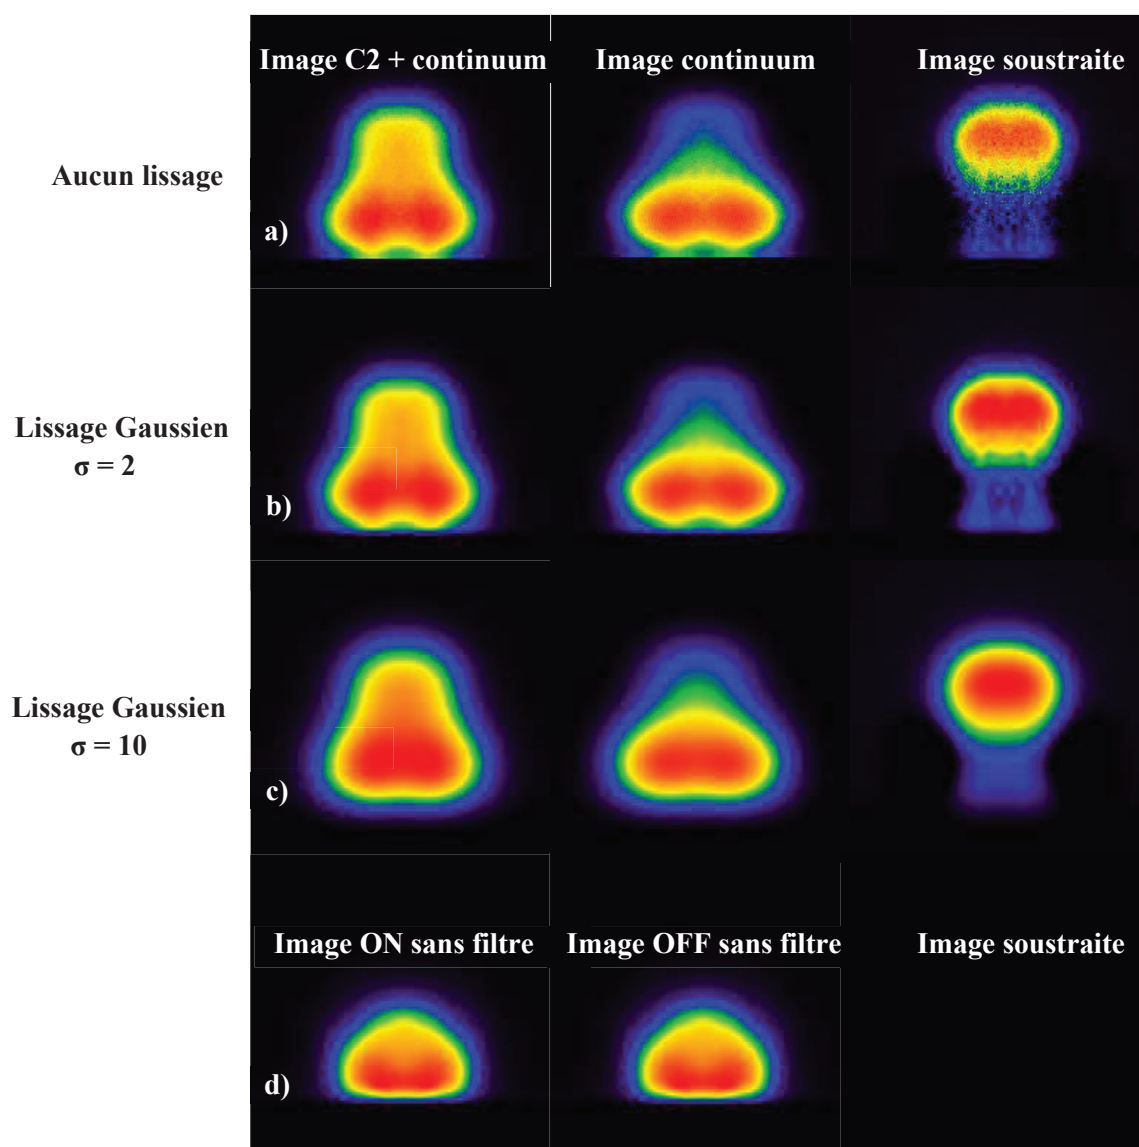 Image C2 + continuum
Image continuum
Image soustraite
Aucun lissage
a)
Lissage Gaussien
σ = 2
b)
Lissage Gaussien
σ = 10
c)
Image ON sans filtre
Image OFF sans filtre
Image soustraite
d)